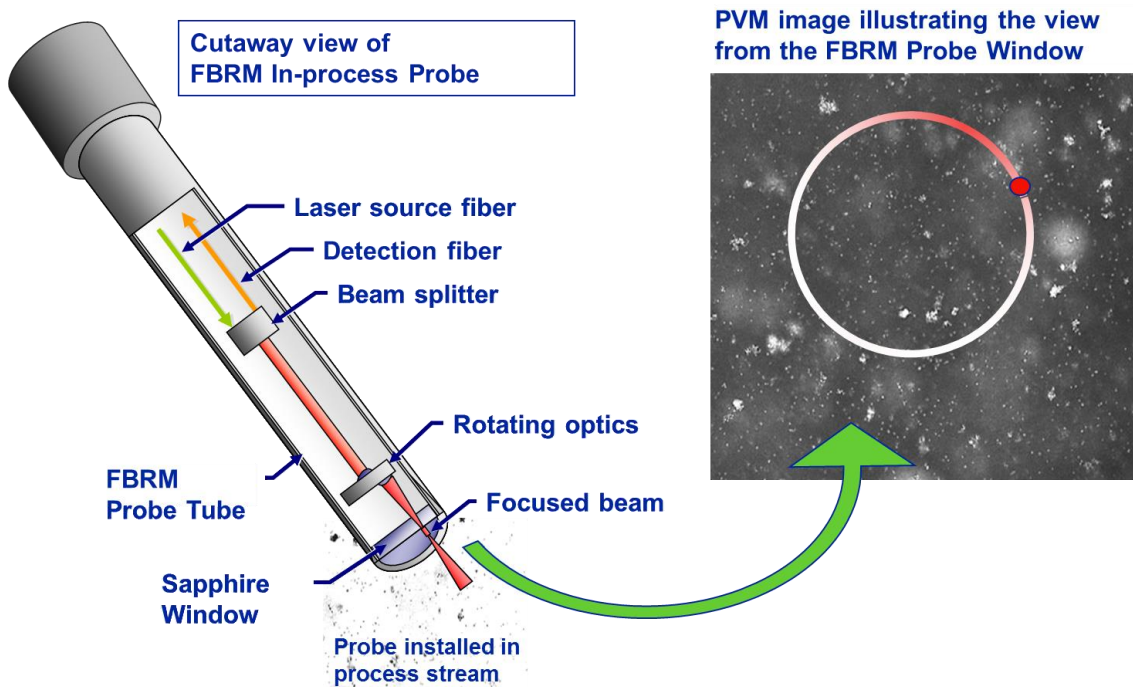 Cutaway view of
FBRM In-process Probe
PVM image illustrating the view
from the FBRM Probe Window
Laser source fiber
Detection fiber
Beam splitter
Rotating optics
FBRM
Probe Tube
Focused beam
Sapphire
Window
Probe installed in
process stream